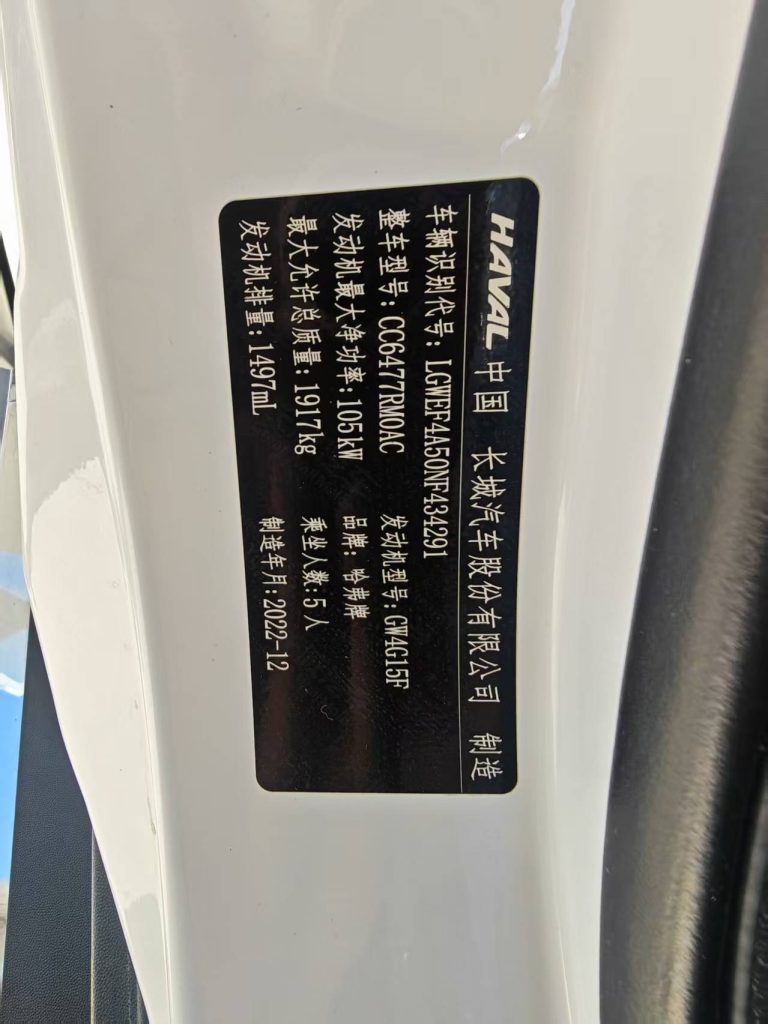 HAVAL 中国 长城汽车股份有限公司 制造
车辆识别代号: LGWEF4A50NF434291
整车型号: CC6477RM0AC 发动机型号: GW4G15F
发动机最大净功率: 105kW 品牌: 哈弗牌
最大允许总质量: 1917kg 乘坐人数: 5人
发动机排量: 1497mL 制造年月: 2022-12